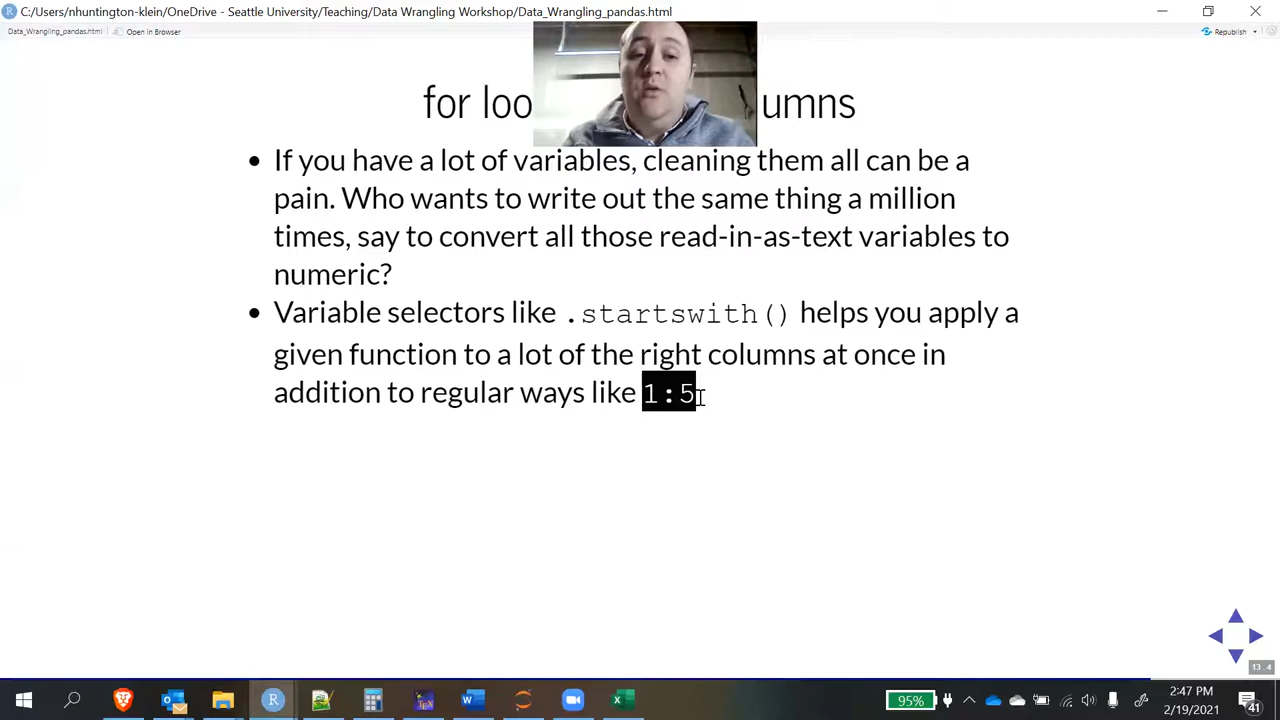 C:/Users/nhuntington-klein/OneDrive - Seattle University/Teaching/Data Wrangling Workshop/Data_Wrangling_pandas.html
Data_Wrangling_pandas.html Open in Browser Republish
for loo umns
If you have a lot of variables, cleaning them all can be a
pain. Who wants to write out the same thing a million
times, say to convert all those read-in-as-text variables to
numeric?
Variable selectors like .startswith() helps you apply a
given function to a lot of the right columns at once in
addition to regular ways like 1:5
13.4
95% 2:47 PM
2/19/2021 41